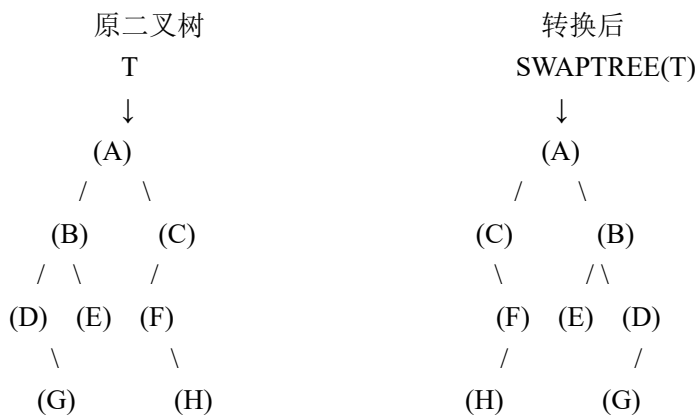 原二叉树 转换后
T SWAPTREE(T)
↓ ↓
(A) (A)
/ \ / \
(B) (C) (C) (B)
/ \ / \ / \
(D) (E) (F) (F) (E) (D)
\ \ / /
(G) (H) (H) (G)